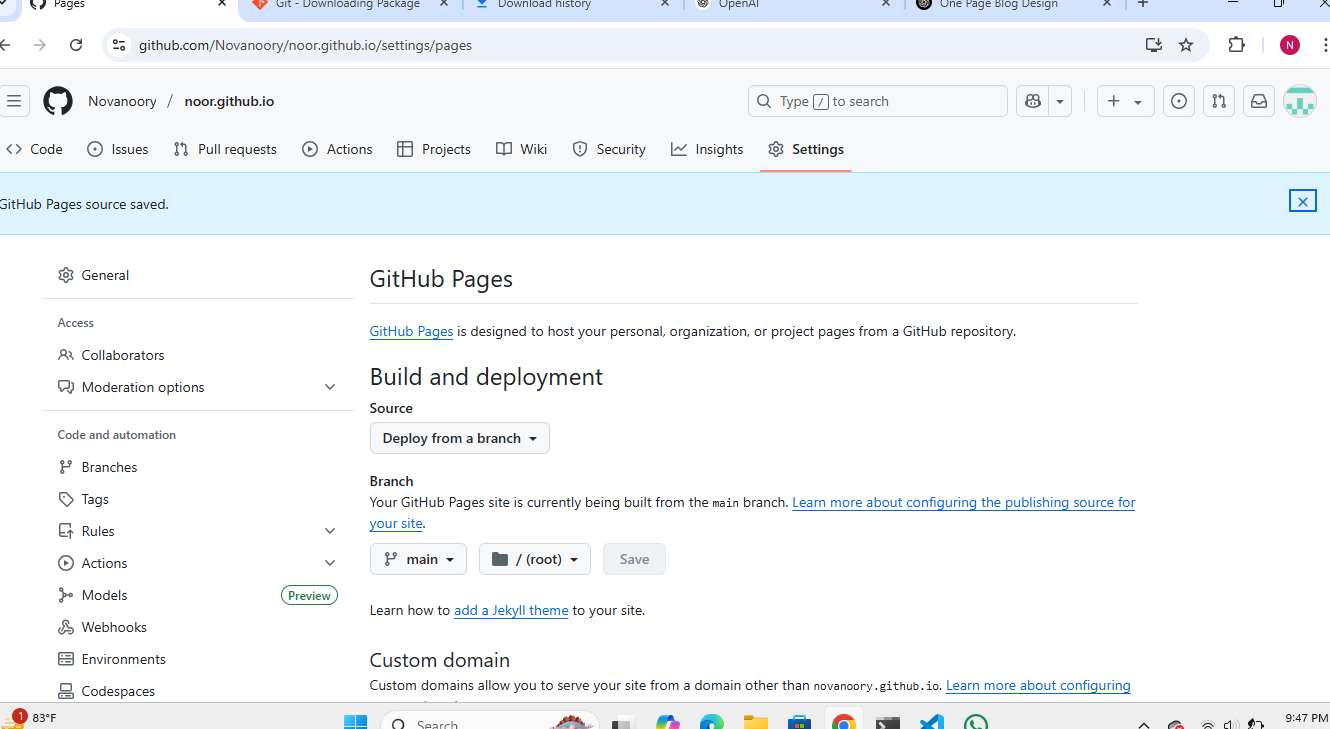 Pages
Git - Downloading Package
Download history
OpenAI
One Page Blog Design
github.com/Novanoory/noor.github.io/settings/pages
N
Novanoory / noor.github.io
Type / to search
Code
Issues
Pull requests
Actions
Projects
Wiki
Security
Insights
Settings
GitHub Pages source saved.
General
Access
Collaborators
Moderation options
Code and automation
Branches
Tags
Rules
Actions
Models
Preview
Webhooks
Environments
Codespaces
GitHub Pages
GitHub Pages is designed to host your personal, organization, or project pages from a GitHub repository.
Build and deployment
Source
Deploy from a branch
Branch
Your GitHub Pages site is currently being built from the main branch. Learn more about configuring the publishing source for
your site.
main
/ (root)
Save
Learn how to add a Jekyll theme to your site.
Custom domain
Custom domains allow you to serve your site from a domain other than novanoory.github.io. Learn more about configuring
1
83°F
Search
9:47 PM